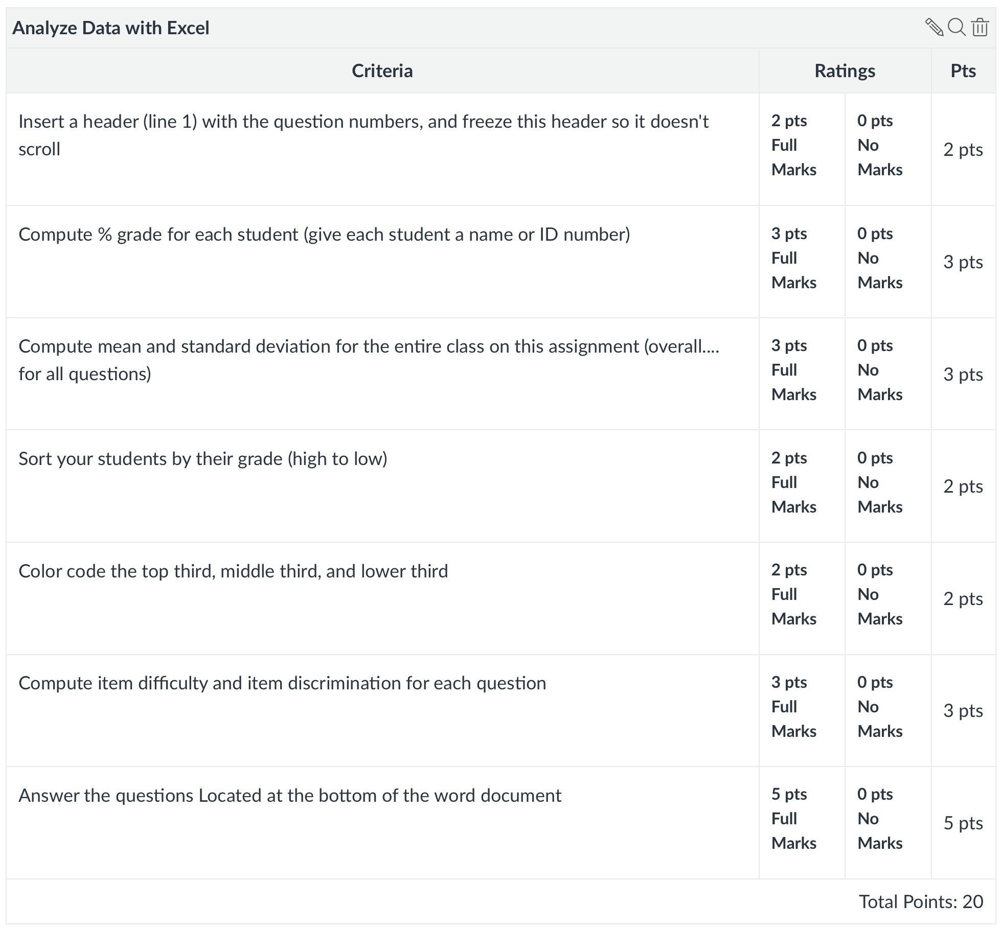 Analyze Data with Excel
Criteria
Ratings
Pts
Insert a header (line 1) with the question numbers, and freeze this header so it doesn't
scroll
2 pts
Full
Marks
0 pts
No
Marks
2 pts
Compute % grade for each student (give each student a name or ID number)
3 pts
Full
Marks
0 pts
No
Marks
3 pts
Compute mean and standard deviation for the entire class on this assignment (overall....
for all questions)
3 pts
Full
Marks
0 pts
No
Marks
3 pts
Sort your students by their grade (high to low)
2 pts
Full
Marks
0 pts
No
Marks
2 pts
Color code the top third, middle third, and lower third
2 pts
Full
Marks
0 pts
No
Marks
2 pts
Compute item difficulty and item discrimination for each question
3 pts
Full
Marks
0 pts
No
Marks
3 pts
Answer the questions Located at the bottom of the word document
5 pts
Full
Marks
0 pts
No
Marks
5 pts
Total Points: 20